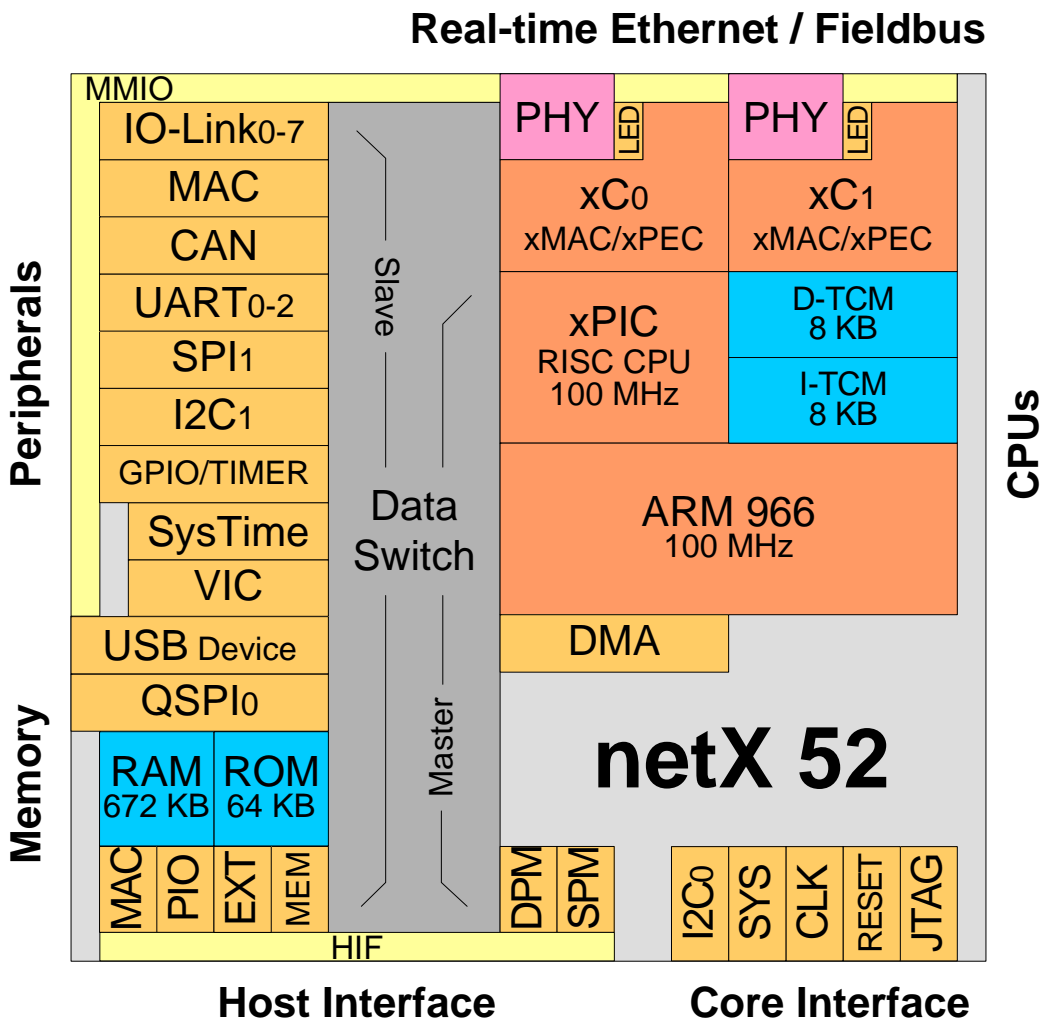 Real-time Ethernet / Fieldbus
MMIO
IO-Link0-7
MAC
CAN
UART0-2
SPI1
I2C1
GPIO/TIMER
SysTime
VIC
USB Device
QSPI0
RAM
672 KB
ROM
64 KB
MAC
PIO
EXT
MEM
HIF
Peripherals
Memory
Slave
Data
Switch
Master
PHY
LED
xC0
xMAC/xPEC
PHY
LED
xC1
xMAC/xPEC
xPIC
RISC CPU
100 MHz
D-TCM
8 KB
I-TCM
8 KB
ARM 966
100 MHz
DMA
netX 52
CPUs
DPM
SPM
I2C0
SYS
CLK
RESET
JTAG
Host Interface
Core Interface